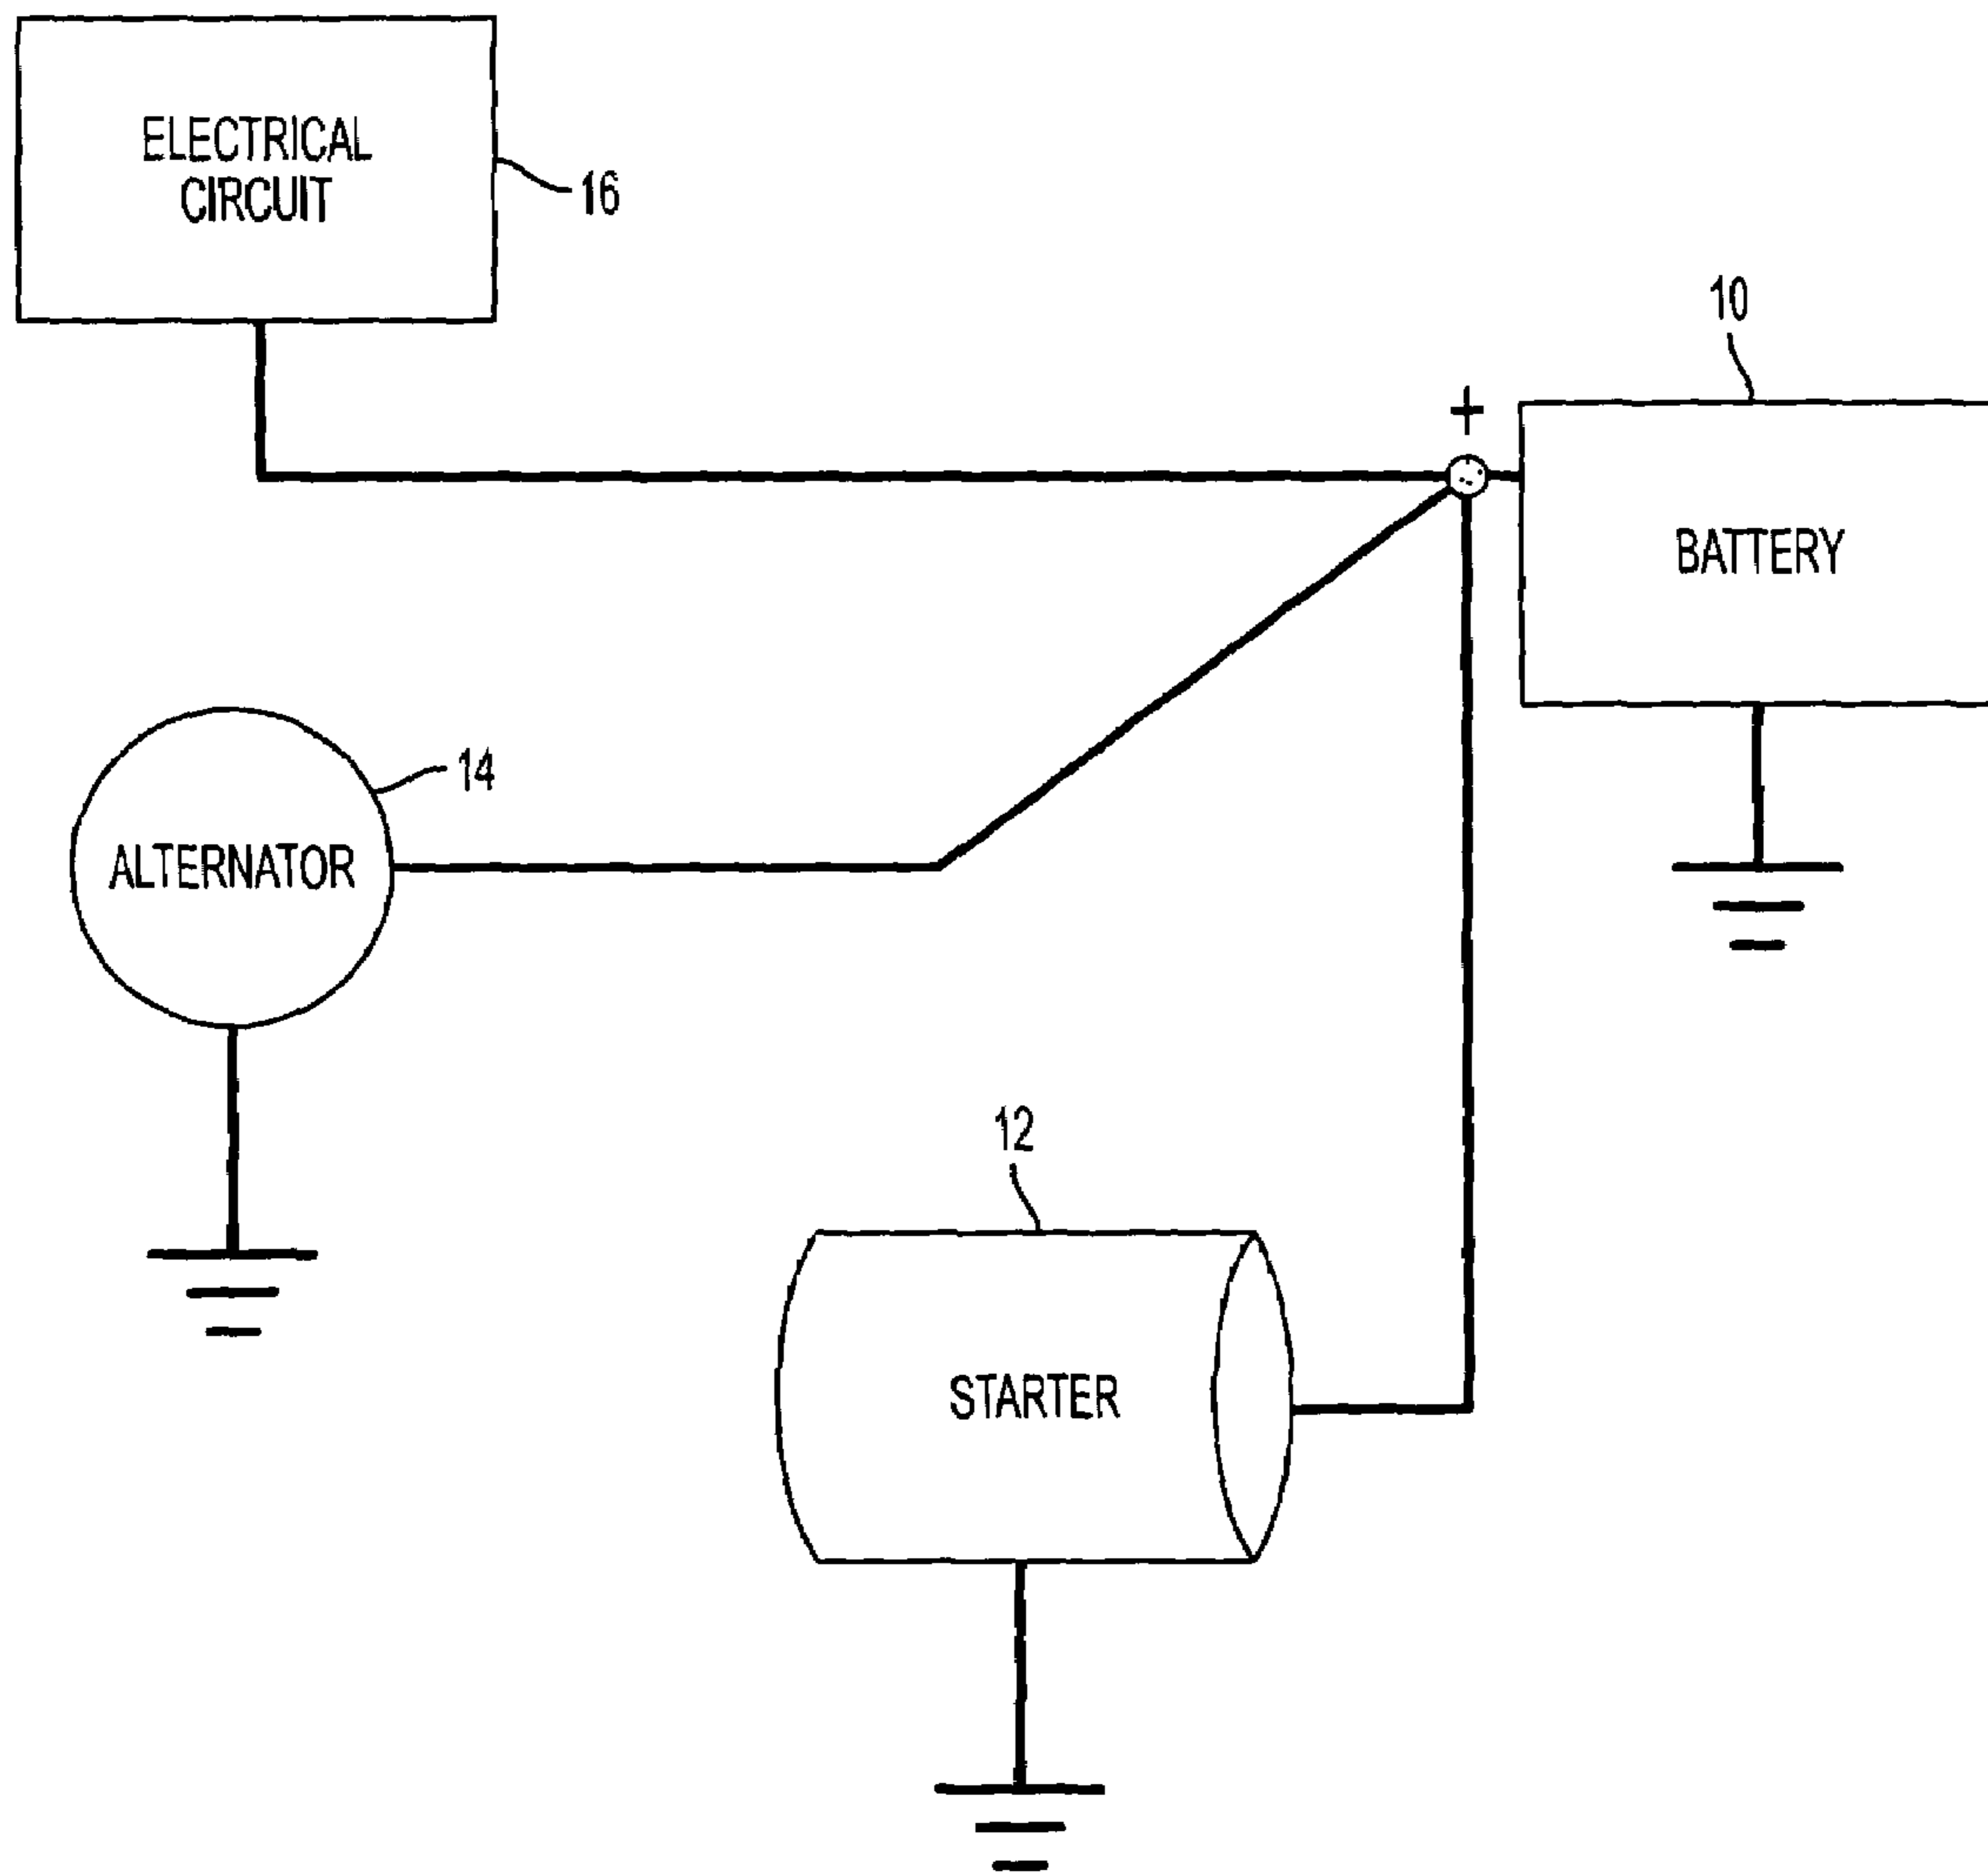 ELECTRICAL
CIRCUIT
16
10
+
BATTERY
14
ALTERNATOR
12
STARTER